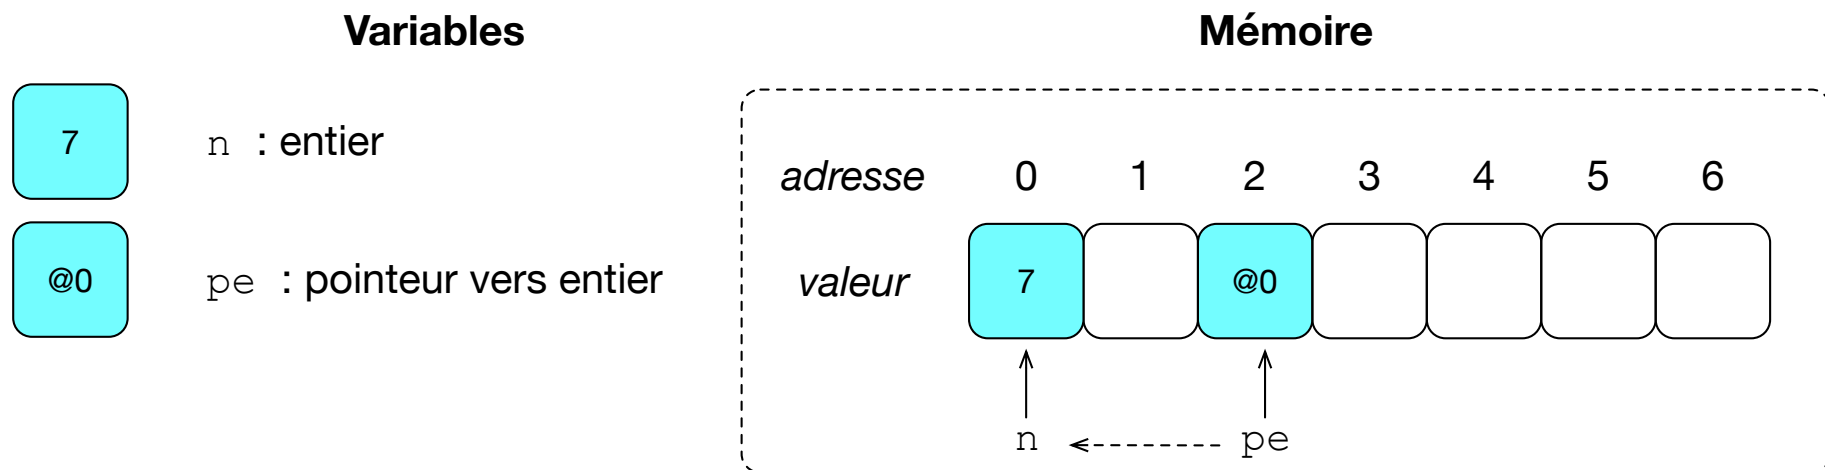 Variables
Mémoire
7 n : entier
@0 pe : pointeur vers entier
adresse 0 1 2 3 4 5 6
valeur 7 @0
n pe